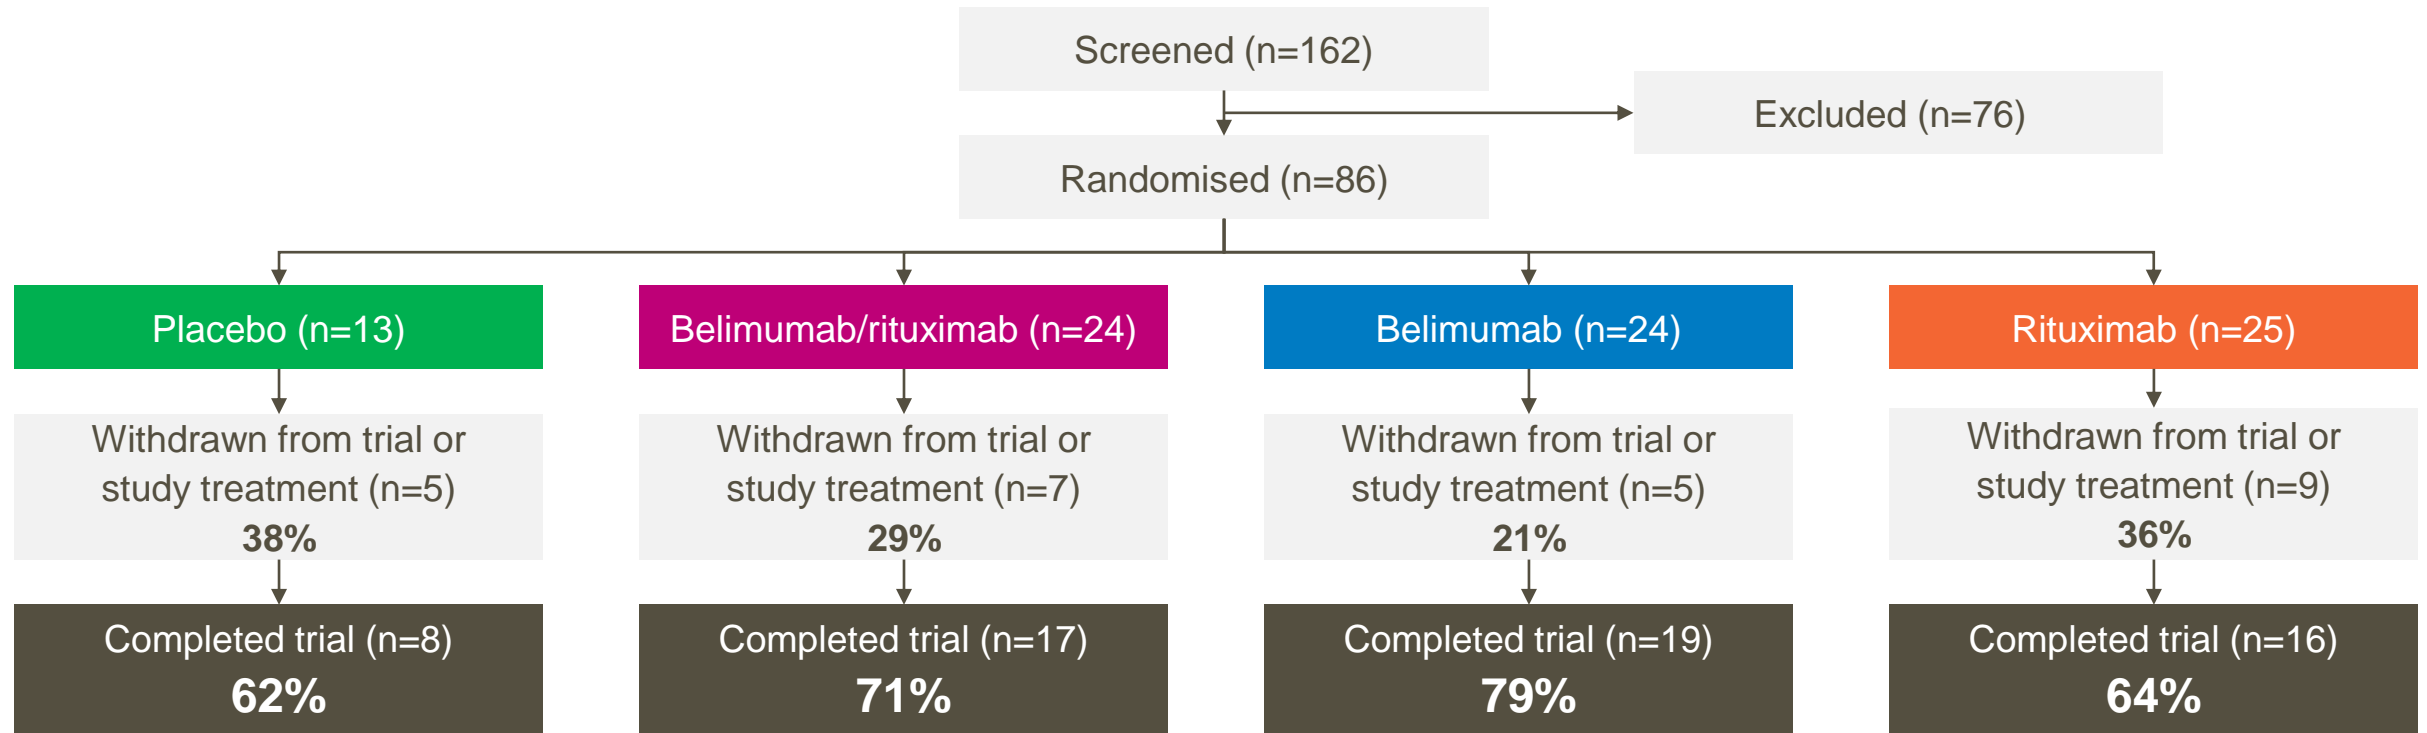 Screened (n=162)
Excluded (n=76)
Randomised (n=86)
Placebo (n=13)
Belimumab/rituximab (n=24)
Belimumab (n=24)
Rituximab (n=25)
Withdrawn from trial or
study treatment (n=5)
38%
Withdrawn from trial or
study treatment (n=7)
29%
Withdrawn from trial or
study treatment (n=5)
21%
Withdrawn from trial or
study treatment (n=9)
36%
Completed trial (n=8)
62%
Completed trial (n=17)
71%
Completed trial (n=19)
79%
Completed trial (n=16)
64%